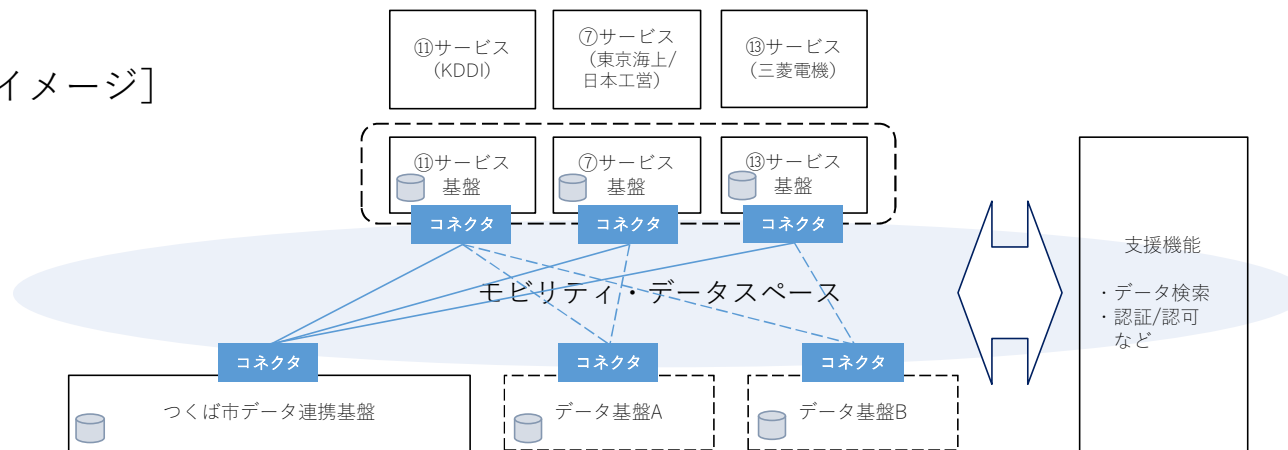 イメージ］
⑪サービス
（KDDI）
⑦サービス
（東京海上/
日本工営）
⑬サービス
（三菱電機）
⑪サービス
基盤
⑦サービス
基盤
⑬サービス
基盤
コネクタ
コネクタ
コネクタ
モビリティ・データスペース
支援機能
・データ検索
・認証/認可
など
コネクタ
コネクタ
コネクタ
つくば市データ連携基盤
データ基盤A
データ基盤B